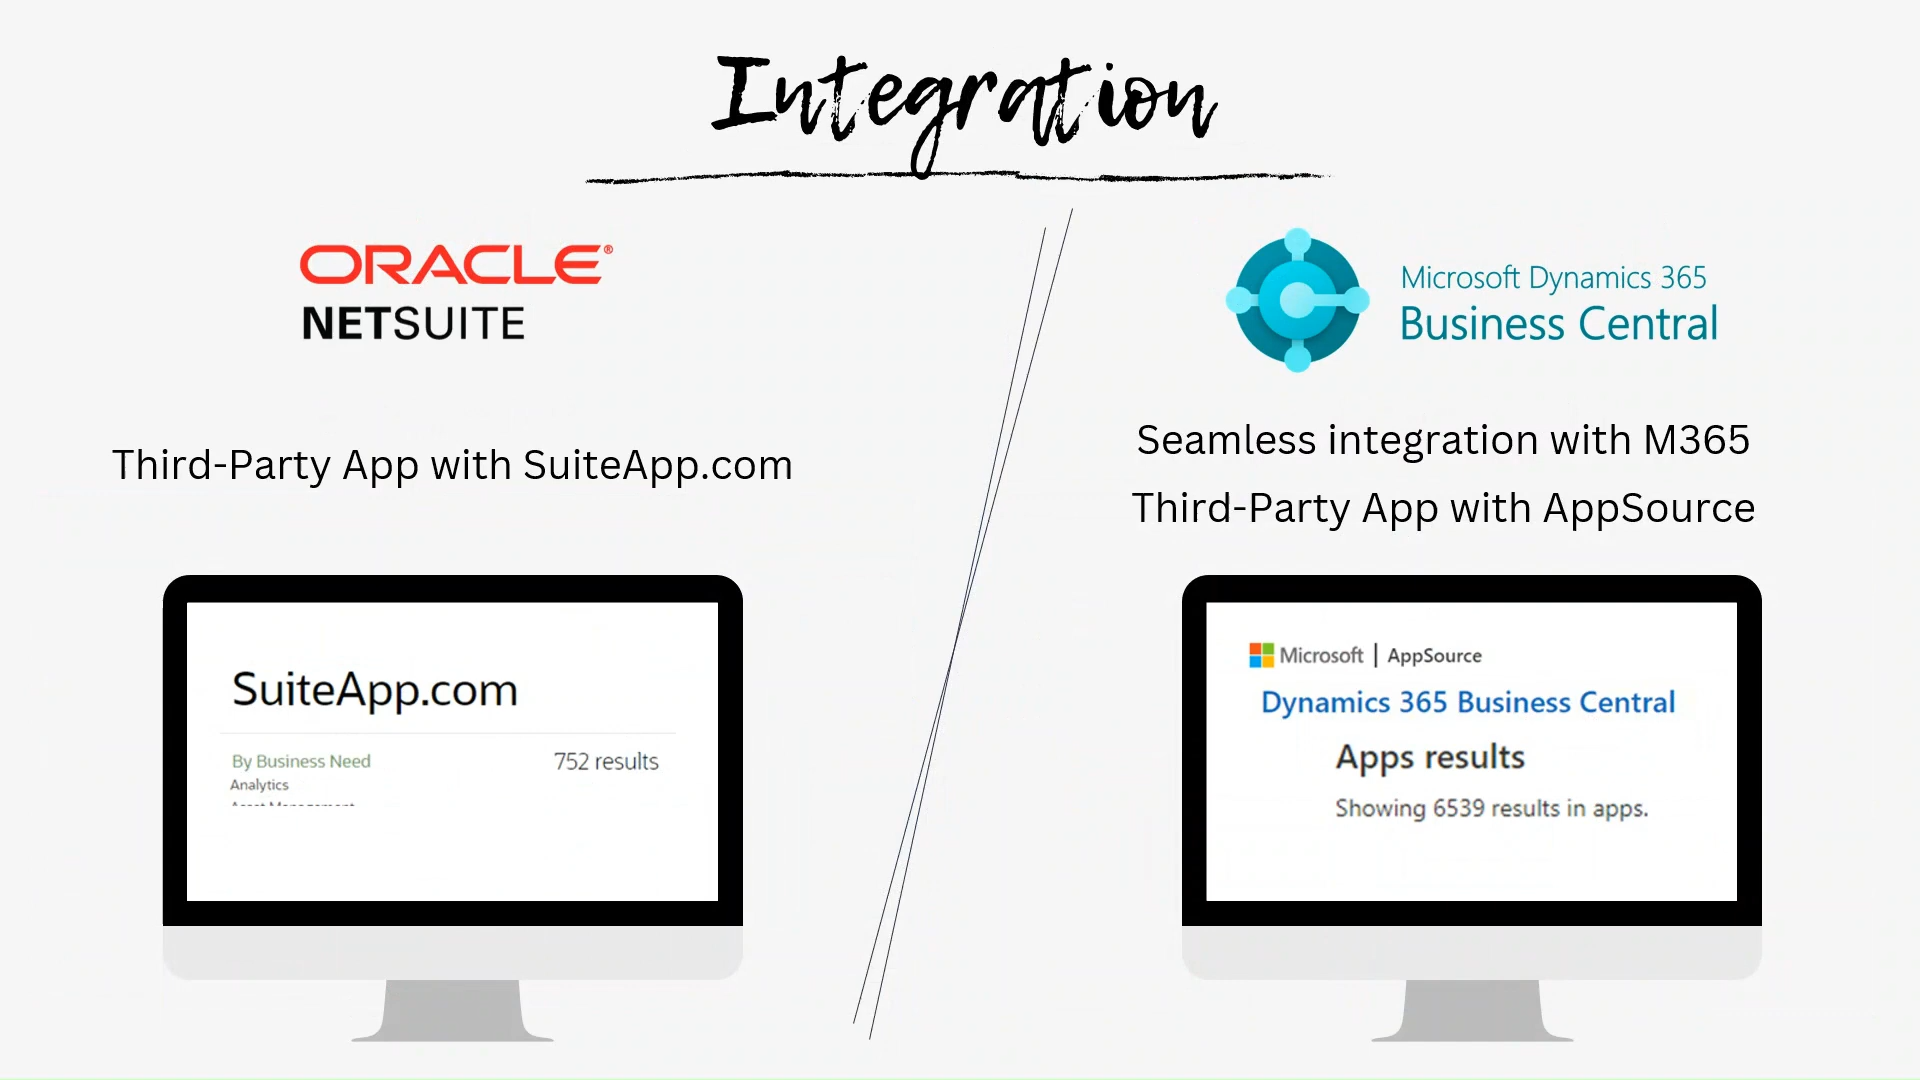 Integration
ORACLE®
NETSUITE
Third-Party App with SuiteApp.com
SuiteApp.com
By Business Need
752 results
Analytics
Microsoft Dynamics 365
Business Central
Seamless integration with M365
Third-Party App with AppSource
Microsoft | AppSource
Dynamics 365 Business Central
Apps results
Showing 6539 results in apps.